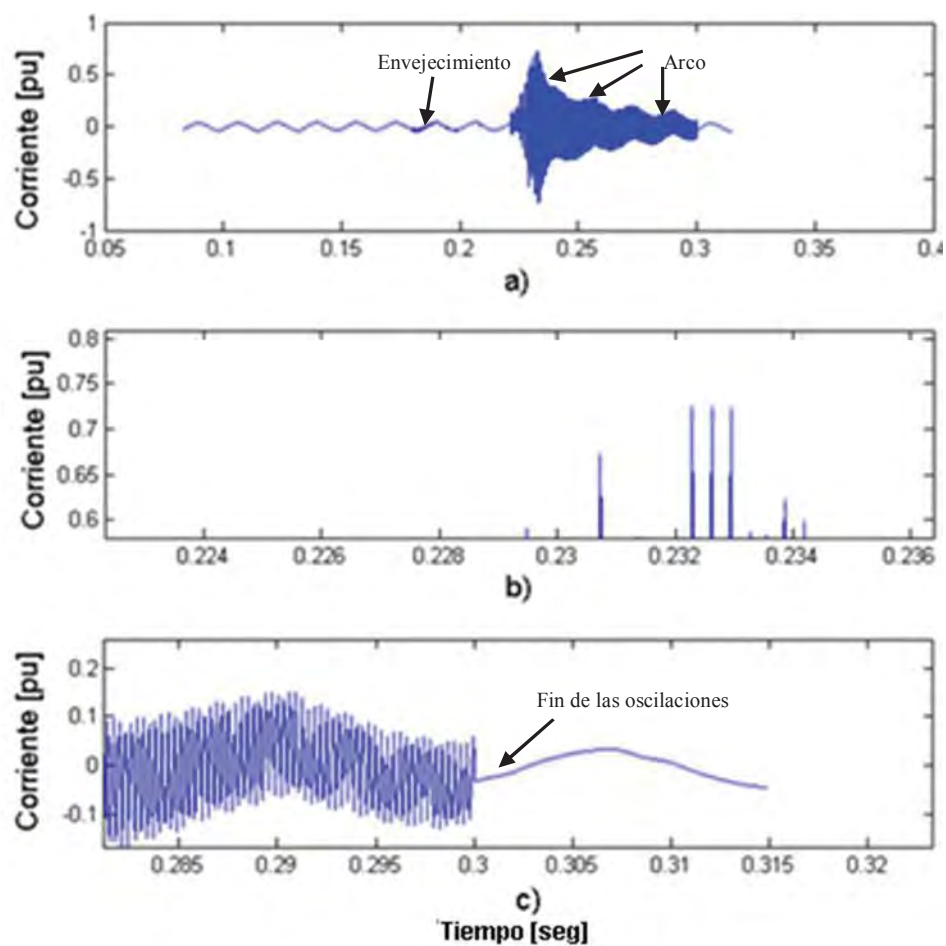 Corriente [pu]
1
0.5
0
-0.5
-1
Envejecimiento
Arco
0.05 0.1 0.15 0.2 0.25 0.3 0.35 0.4
a)
Corriente [pu]
0.8
0.75
0.7
0.65
0.6
0.224 0.226 0.228 0.23 0.232 0.234 0.236
b)
Corriente [pu]
0.2
0.1
0
-0.1
Fin de las oscilaciones
0.285 0.29 0.295 0.3 0.305 0.31 0.315 0.32
c)
Tiempo [seg]